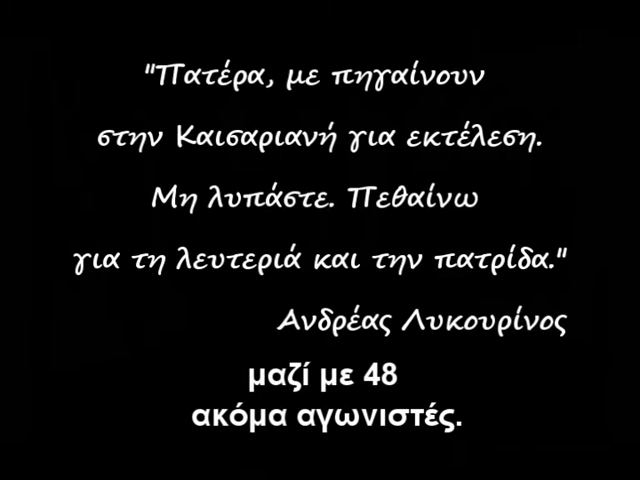 "Πατέρα, με πηγαίνουν
στην Καισαριανή για εκτέλεση.
Μη λυπάστε. Πεθαίνω
για τη λευτεριά και την πατρίδα."
Ανδρέας Λυκουρίνος
μαζί με 48
ακόμα αγωνιστές.